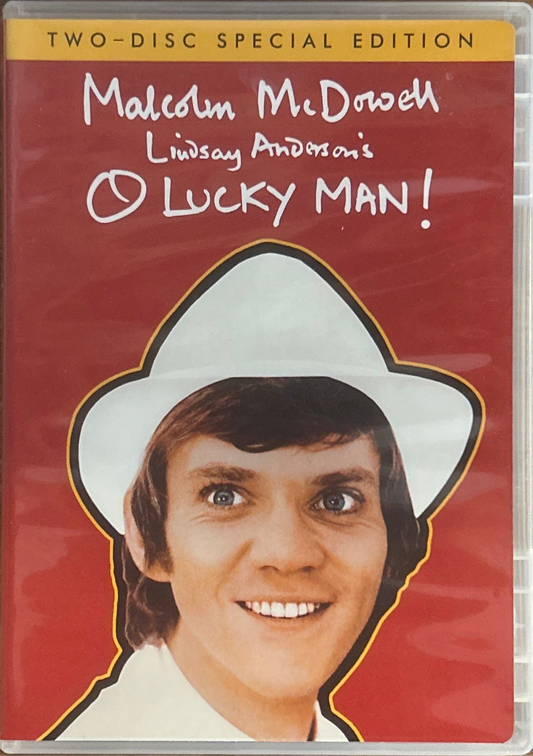 TWO-DISC SPECIAL EDITION
Malcolm McDowell
Lindsay Anderson's
O LUCKY MAN!